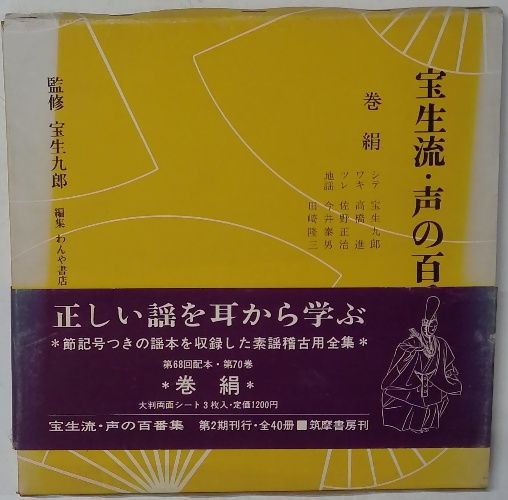 宝生流・声の百
巻 絹
シテ 宝生九郎
ワキ 高橋 進
ツレ 佐野正治
地謡 今井泰男
田崎隆三
監修 宝生九郎
編集 わんや書店
正しい謡を耳から学ぶ
*節記号つきの謡本を収録した素謡稽古用全集*
第68回配本・第70巻
*巻 絹*
大判両面シート3枚入・定価1200円
宝生流・声の百番集 第2期刊行・全40冊■筑摩書房刊